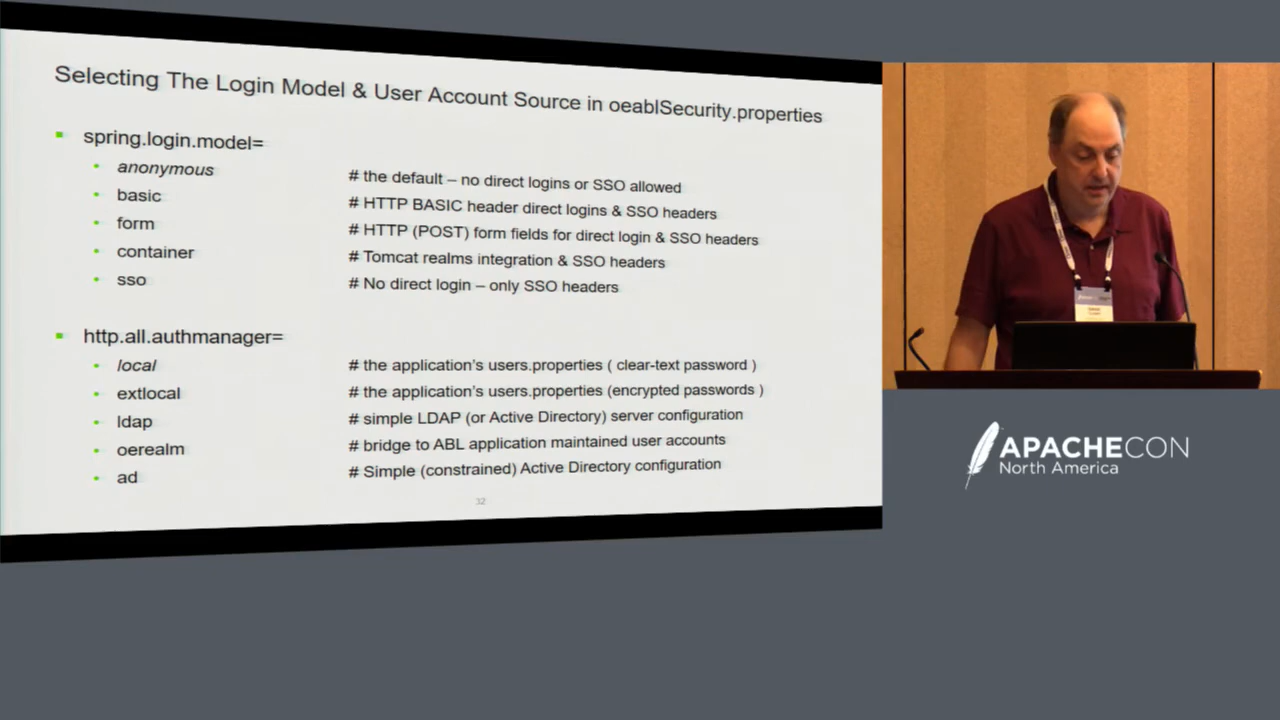 Selecting The Login Model & User Account Source in oeablSecurity.properties
spring.login.model=
anonymous # the default – no direct logins or SSO allowed
basic # HTTP BASIC header direct logins & SSO headers
form # HTTP (POST) form fields for direct login & SSO headers
container # Tomcat realms integration & SSO headers
sso # No direct login – only SSO headers
http.all.authmanager=
local # the application's users.properties ( clear-text password )
extlocal # the application's users.properties (encrypted passwords )
ldap # simple LDAP (or Active Directory) server configuration
oerealm # bridge to ABL application maintained user accounts
ad # Simple (constrained) Active Directory configuration
32
APACHECON
North America